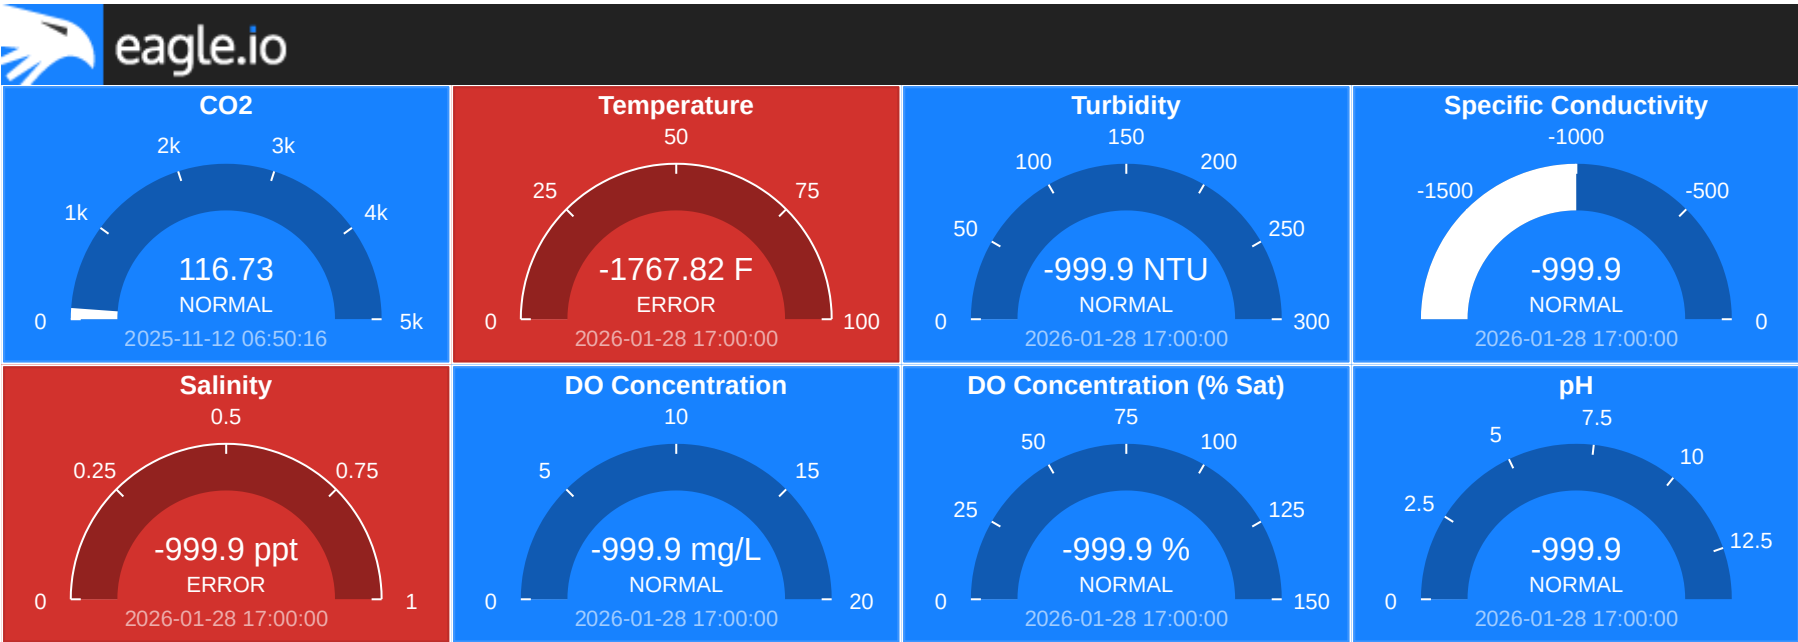 eagle.io
CO2
2k
3k
1k
4k
116.73
NORMAL
0
5k
2025-11-12 06:50:16
Temperature
50
25
75
-1767.82 F
ERROR
0
100
2026-01-28 17:00:00
Turbidity
150
100
200
50
250
-999.9 NTU
NORMAL
0
300
2026-01-28 17:00:00
Specific Conductivity
-1000
-1500
-500
-999.9
NORMAL
0
2026-01-28 17:00:00
Salinity
0.5
0.25
0.75
-999.9 ppt
ERROR
0
1
2026-01-28 17:00:00
DO Concentration
10
5
15
-999.9 mg/L
NORMAL
0
20
2026-01-28 17:00:00
DO Concentration (% Sat)
75
50
100
25
125
-999.9 %
NORMAL
0
150
2026-01-28 17:00:00
pH
7.5
5
10
2.5
12.5
-999.9
NORMAL
0
2026-01-28 17:00:00